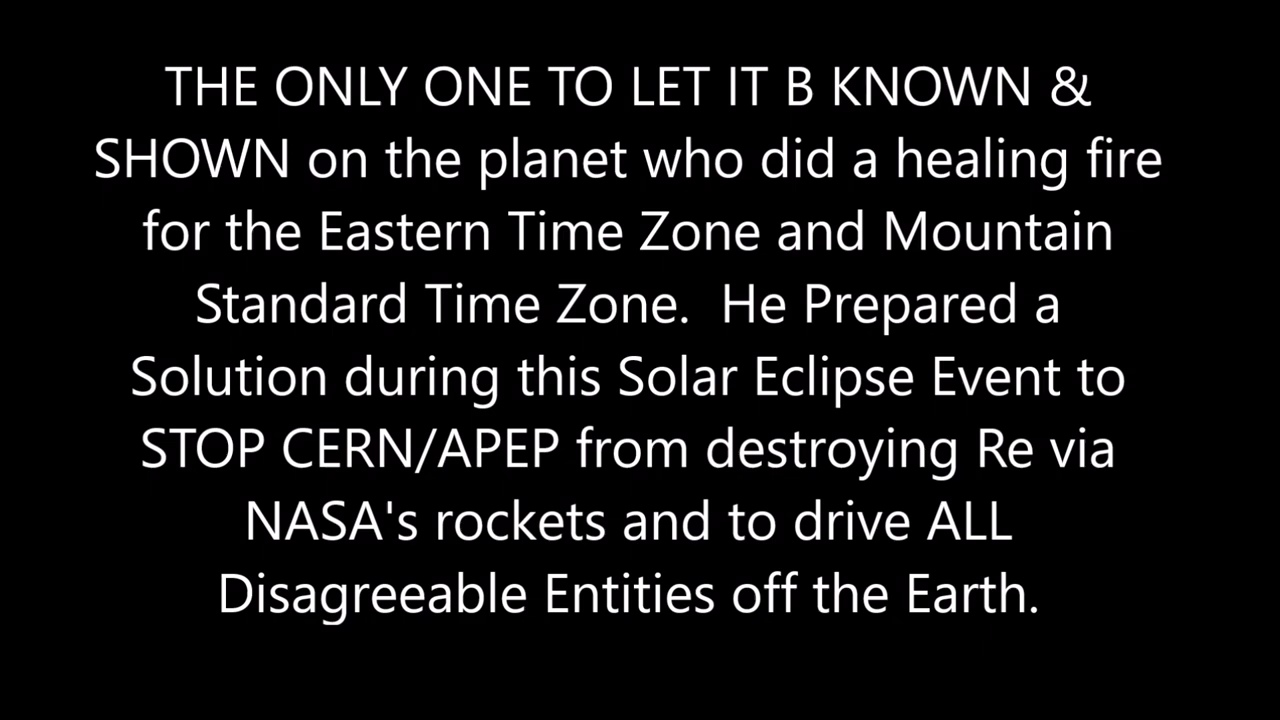 THE ONLY ONE TO LET IT B KNOWN &
SHOWN on the planet who did a healing fire
for the Eastern Time Zone and Mountain
Standard Time Zone.  He Prepared a
Solution during this Solar Eclipse Event to
STOP CERN/APEP from destroying Re via
NASA's rockets and to drive ALL
Disagreeable Entities off the Earth.